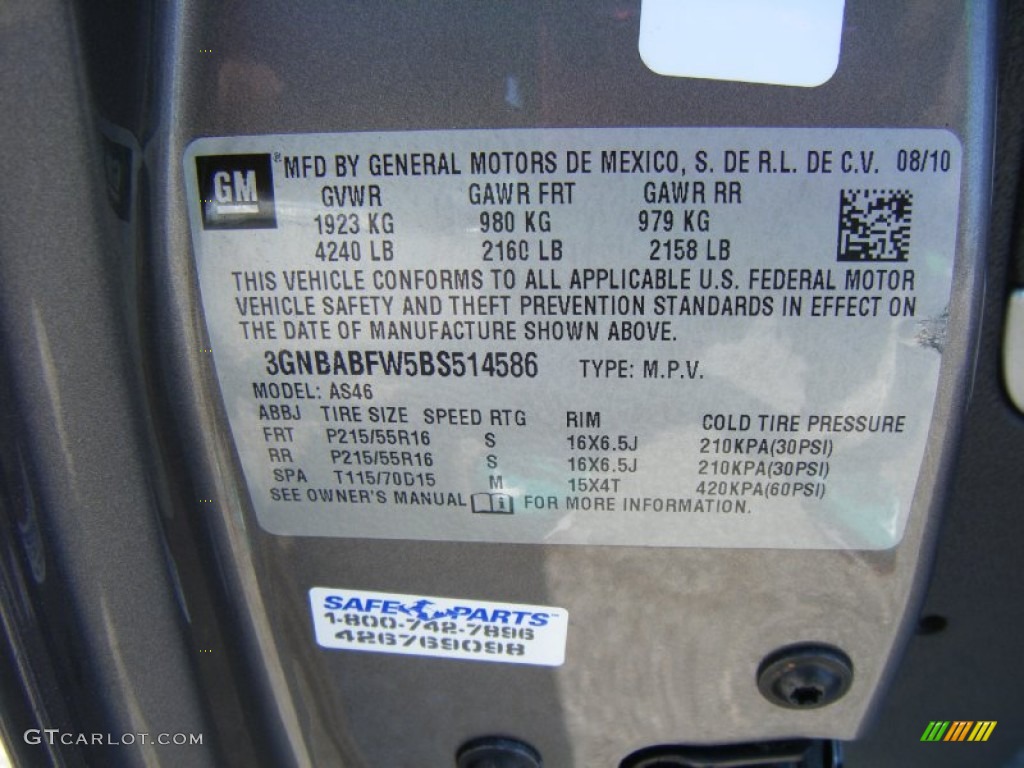 GM ® MFD BY GENERAL MOTORS DE MEXICO, S. DE R.L. DE C.V. 08/10
GVWR GAWR FRT GAWR RR
1923 KG 980 KG 979 KG
4240 LB 2160 LB 2158 LB
THIS VEHICLE CONFORMS TO ALL APPLICABLE U.S. FEDERAL MOTOR
VEHICLE SAFETY AND THEFT PREVENTION STANDARDS IN EFFECT ON
THE DATE OF MANUFACTURE SHOWN ABOVE.
3GNBABFW5BS514586 TYPE: M.P.V.
MODEL: AS46
ABBJ TIRE SIZE SPEED RTG RIM COLD TIRE PRESSURE
FRT P215/55R16 S 16X6.5J 210KPA(30PSI)
RR P215/55R16 S 16X6.5J 210KPA(30PSI)
SPA T115/70D15 M 15X4T 420KPA(60PSI)
SEE OWNER'S MANUAL i FOR MORE INFORMATION.
SAFE PARTS™
1-800-742-7896
426769098
GTCARLOT.COM